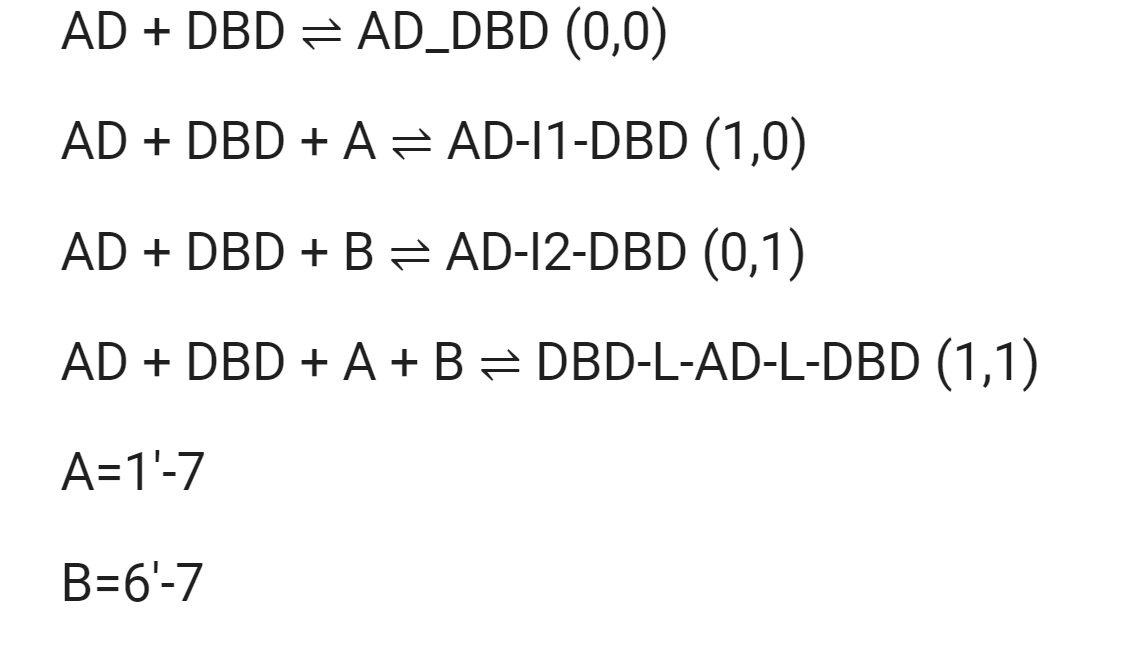 AD + DBD ⇌ AD_DBD (0,0)
AD + DBD + A ⇌ AD-I1-DBD (1,0)
AD + DBD + B ⇌ AD-I2-DBD (0,1)
AD + DBD + A + B ⇌ DBD-L-AD-L-DBD (1,1)
A=1'-7
B=6'-7